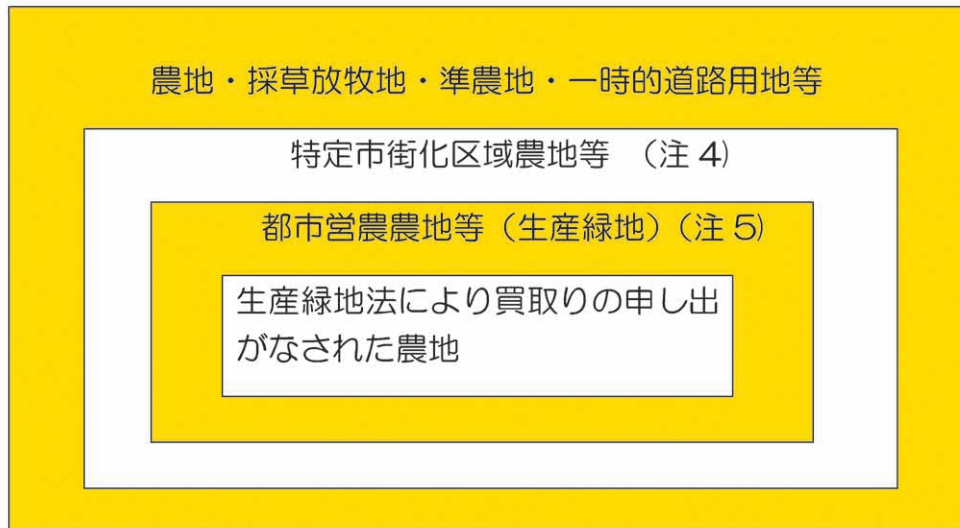 農地・採草放牧地・準農地・一時的道路用地等
特定市街化区域農地等　（注 4）
都市営農農地等（生産緑地）（注 5）
生産緑地法により買取りの申し出
がなされた農地